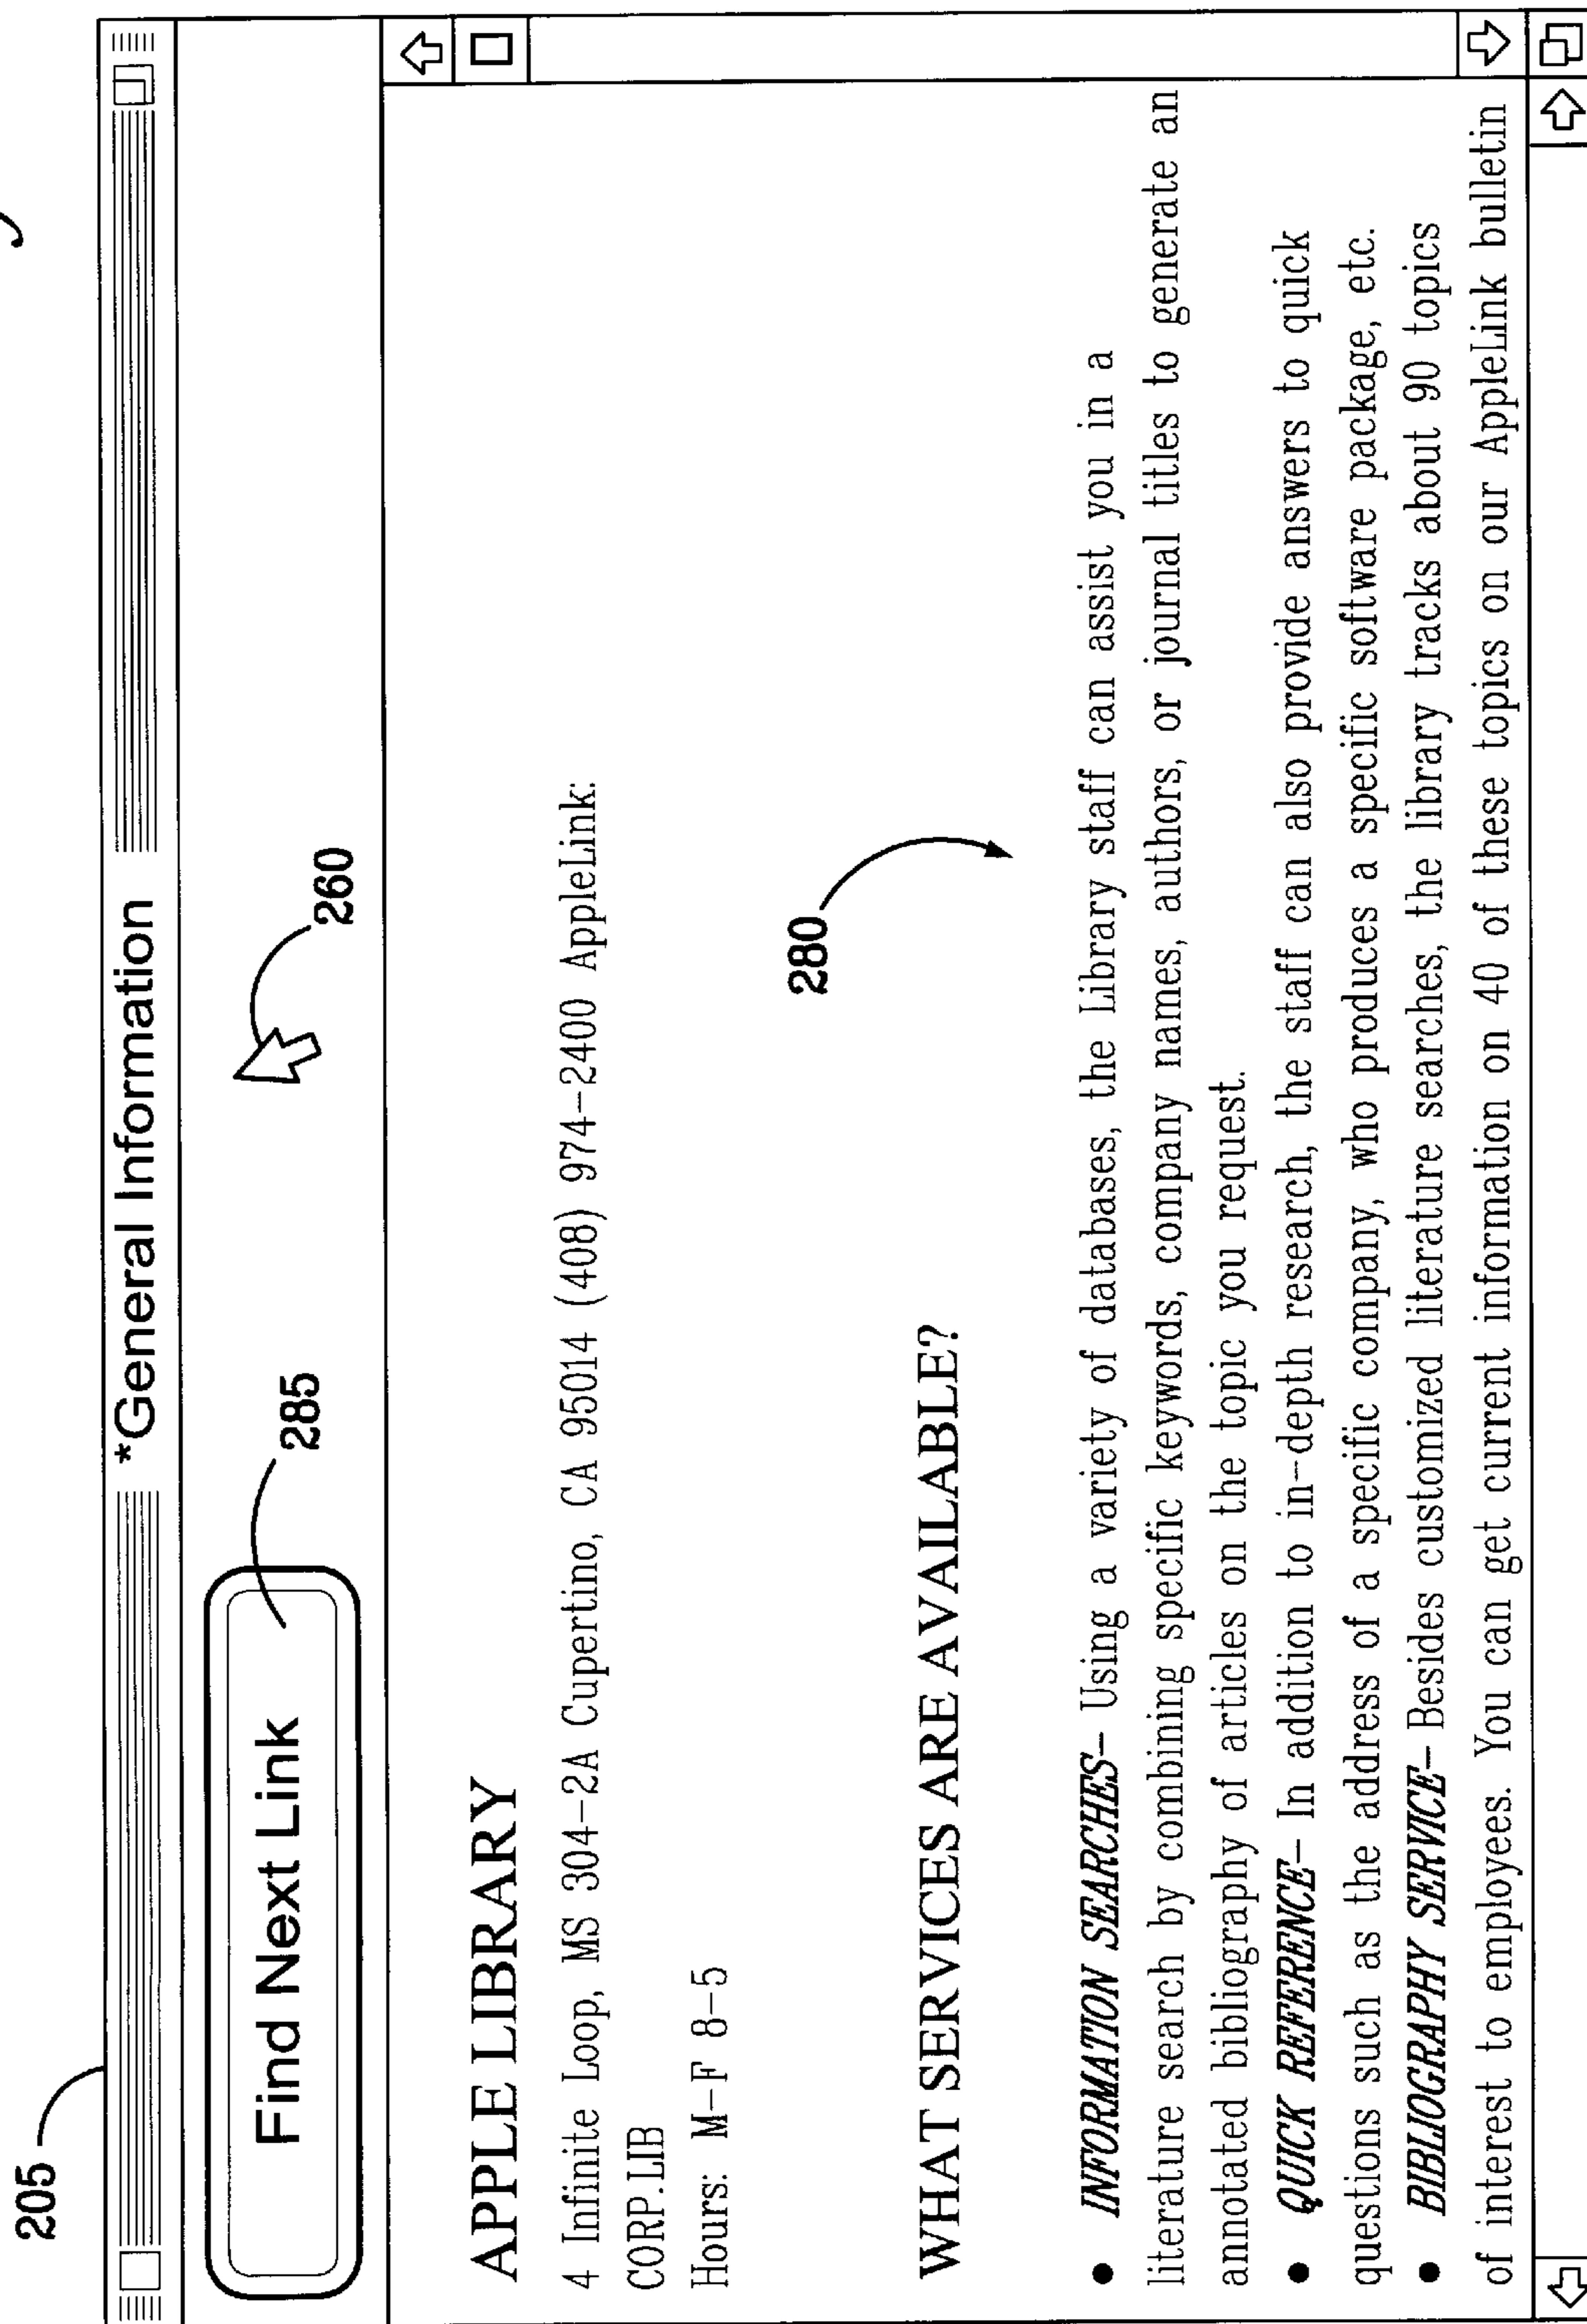 205
*General Information
Find Next Link
285
260
APPLE LIBRARY
4 Infinite Loop, MS 304-2A Cupertino, CA 95014 (408) 974-2400 AppleLink:
CORP.LIB
Hours: M-F 8-5
280
WHAT SERVICES ARE AVAILABLE?
● INFORMATION SEARCHES- Using a variety of databases, the Library staff can assist you in a
literature search by combining specific keywords, company names, authors, or journal titles to generate an
annotated bibliography of articles on the topic you request.
● QUICK REFERENCE- In addition to in-depth research, the staff can also provide answers to quick
questions such as the address of a specific company, who produces a specific software package, etc.
● BIBLIOGRAPHY SERVICE- Besides customized literature searches, the library tracks about 90 topics
of interest to employees. You can get current information on 40 of these topics on our AppleLink bulletin